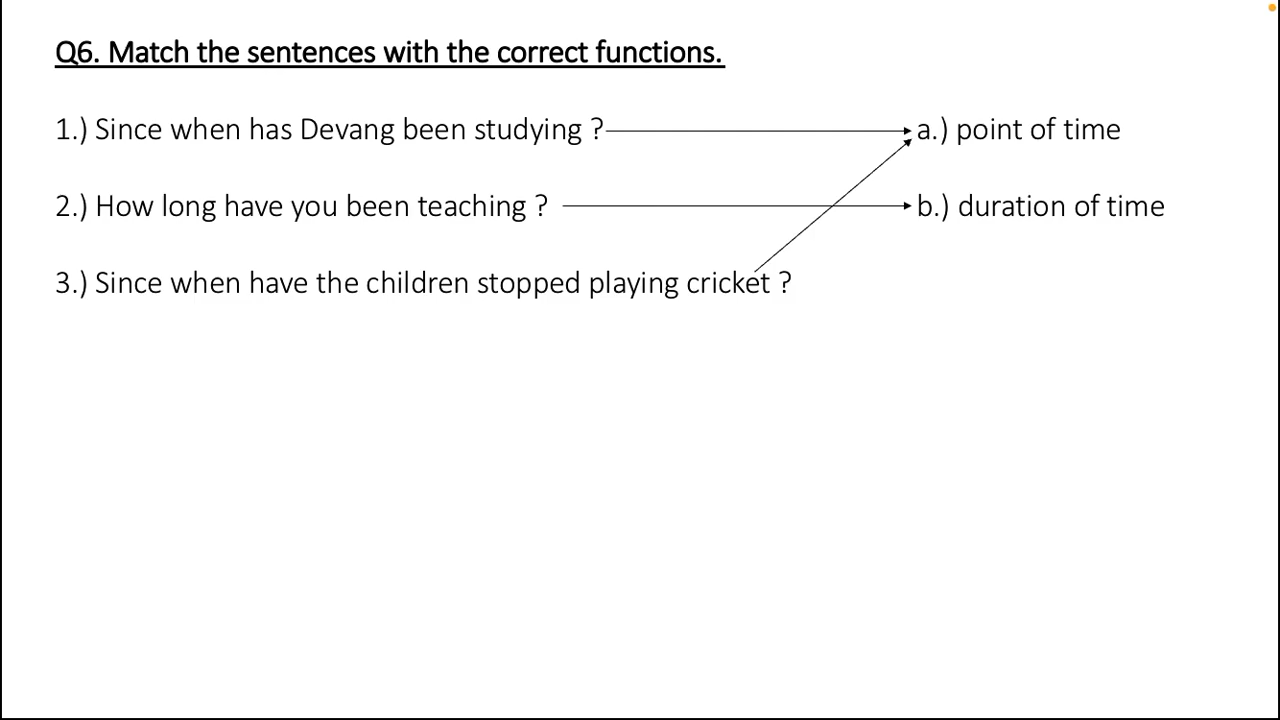 Q6. Match the sentences with the correct functions.
1.) Since when has Devang been studying ? a.) point of time
2.) How long have you been teaching ? b.) duration of time
3.) Since when have the children stopped playing cricket ?